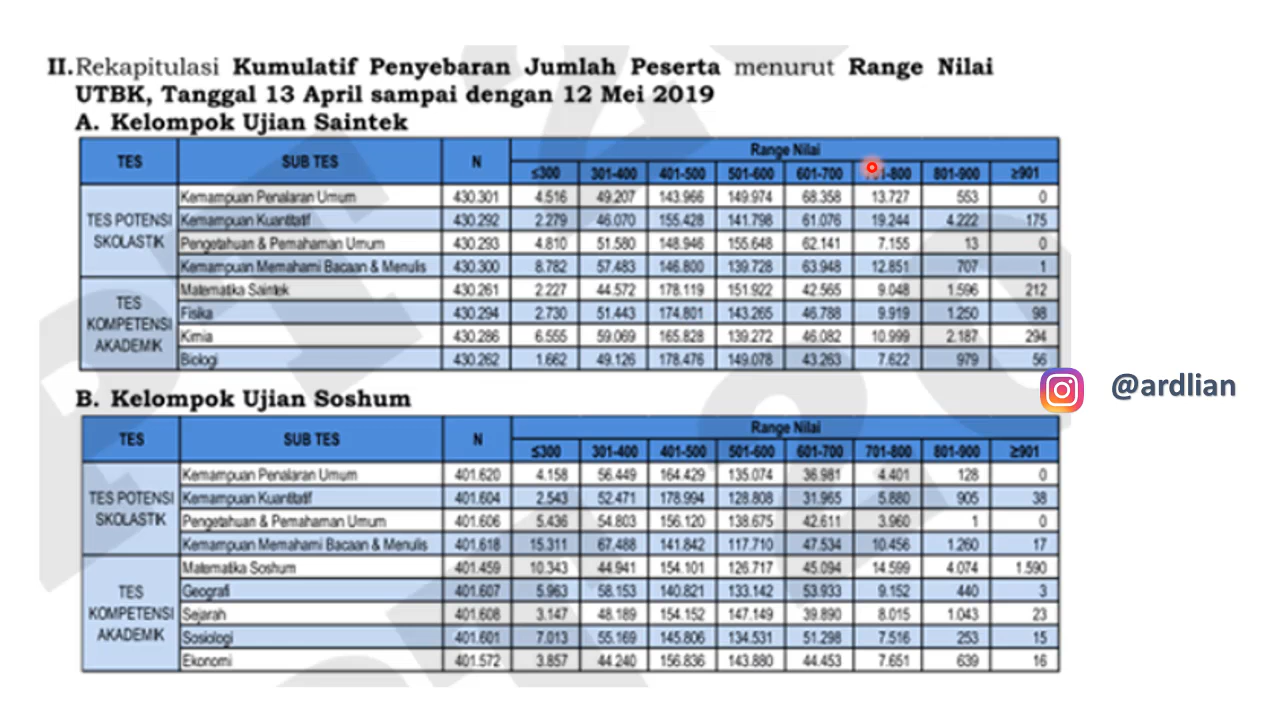 II. Rekapitulasi Kumulatif Penyebaran Jumlah Peserta menurut Range Nilai
UTBK, Tanggal 13 April sampai dengan 12 Mei 2019
A. Kelompok Ujian Saintek
TES SUB TES N Range Nilai
≤300 301-400 401-500 501-600 601-700 -800 801-900 ≥901
TES POTENSI SKOLASTIK
Kemampuan Penalaran Umum 430.301 4.516 49.207 143.966 149.974 68.358 13.727 553 0
Kemampuan Kuantitatif 430.292 2.279 46.070 155.428 141.798 61.076 19.244 4.222 175
Pengetahuan & Pemahaman Umum 430.293 4.810 51.580 148.946 155.648 62.141 7.155 13 0
Kemampuan Memahami Bacaan & Menulis 430.300 8.782 57.483 146.800 139.728 63.948 12.851 707 1
TES KOMPETENSI AKADEMIK
Matematika Saintek 430.261 2.227 44.572 178.119 151.922 42.565 9.048 1.596 212
Fisika 430.294 2.730 51.443 174.801 143.265 46.788 9.919 1.250 98
Kimia 430.286 6.555 59.069 165.828 139.272 46.082 10.999 2.187 294
Biologi 430.262 1.662 49.126 178.476 149.078 43.263 7.622 979 56
@ardlian
B. Kelompok Ujian Soshum
TES SUB TES N Range Nilai
≤300 301-400 401-500 501-600 601-700 701-800 801-900 ≥901
TES POTENSI SKOLASTIK
Kemampuan Penalaran Umum 401.620 4.158 56.449 164.429 135.074 36.981 4.401 128 0
Kemampuan Kuantitatif 401.604 2.543 52.471 178.994 128.808 31.965 5.880 905 38
Pengetahuan & Pemahaman Umum 401.606 5.436 54.803 156.120 138.675 42.611 3.960 1 0
Kemampuan Memahami Bacaan & Menulis 401.618 15.311 67.488 141.842 117.710 47.534 10.456 1.260 17
TES KOMPETENSI AKADEMIK
Matematika Soshum 401.459 10.343 44.941 154.101 126.717 45.094 14.599 4.074 1.590
Geografi 401.607 5.963 58.153 140.821 133.142 53.933 9.152 440 3
Sejarah 401.608 3.147 48.189 154.152 147.149 39.890 8.015 1.043 23
Sosiologi 401.601 7.013 55.169 145.806 134.531 51.298 7.516 253 15
Ekonomi 401.572 3.857 44.240 156.836 143.880 44.453 7.651 639 16